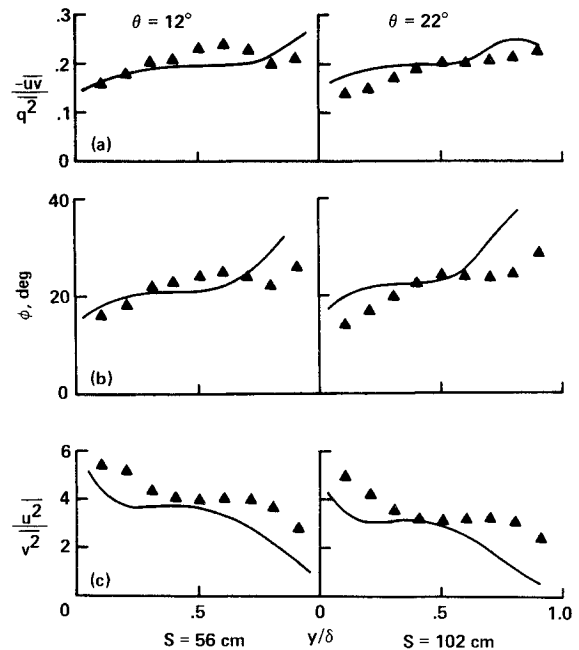 θ = 12° θ = 22°
.3
.2
.1
0
-uv
q²
(a)
40
20
0
φ, deg
(b)
6
4
2
0
u²
v²
(c)
.5 0 .5 1.0
S = 56 cm y/δ S = 102 cm